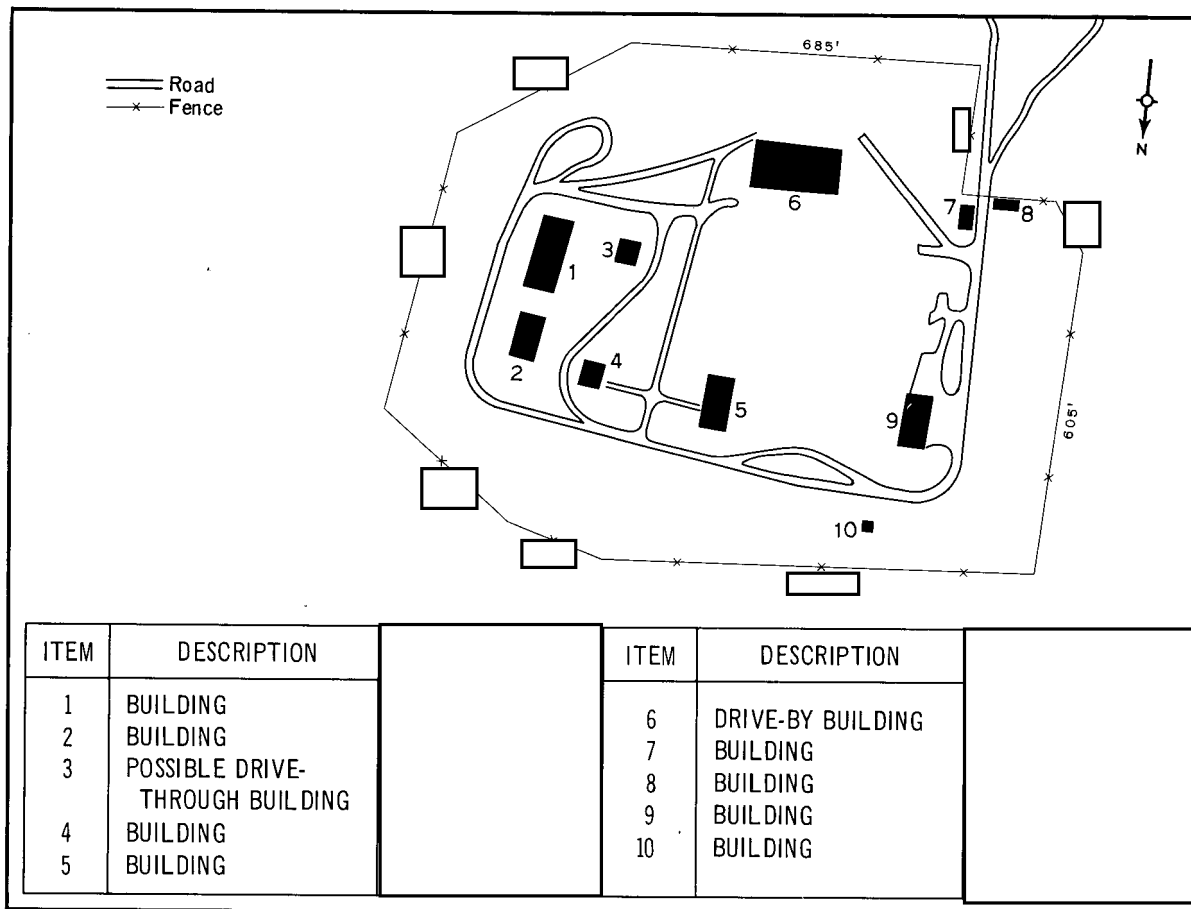 685'
Road
Fence
N
7
8
6
3
1
605'
2
4
5
9
10
ITEM DESCRIPTION
1 BUILDING
2 BUILDING
3 POSSIBLE DRIVE-
THROUGH BUILDING
4 BUILDING
5 BUILDING
ITEM DESCRIPTION
6 DRIVE-BY BUILDING
7 BUILDING
8 BUILDING
9 BUILDING
10 BUILDING